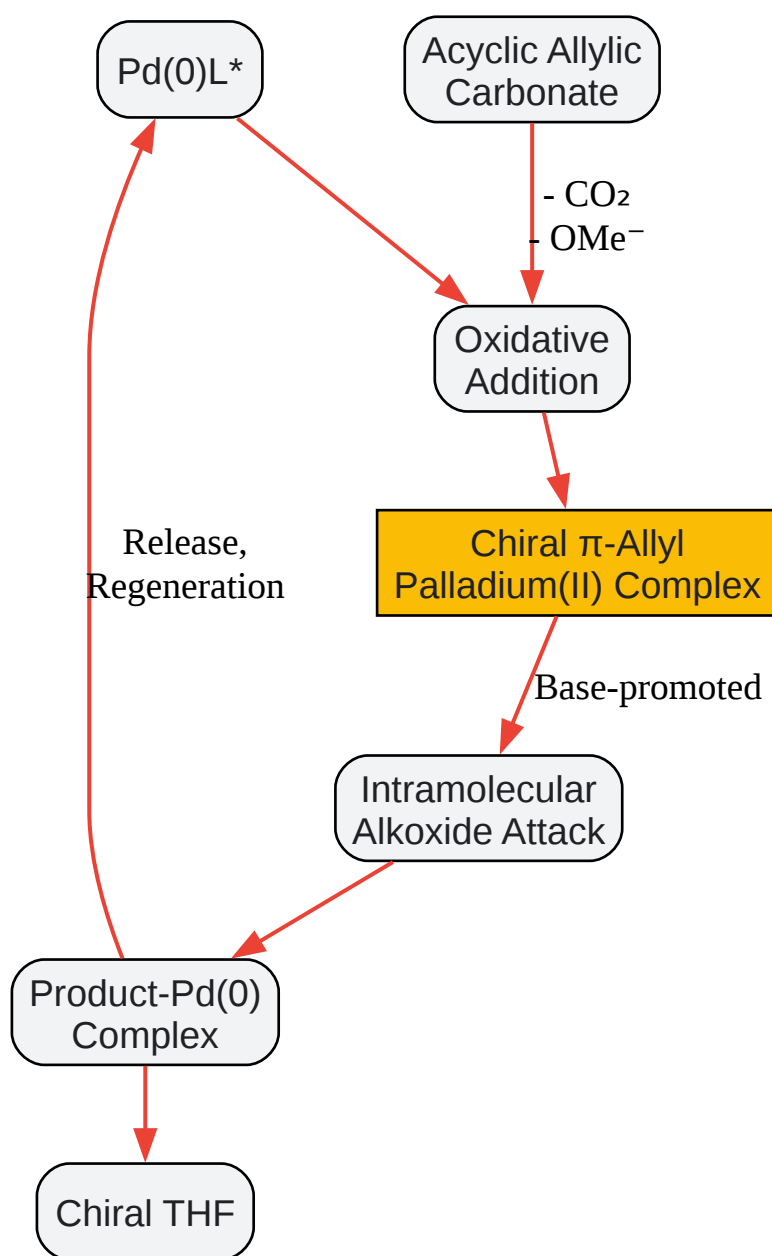 Pd(0)L*
Acyclic Allylic
Carbonate
- CO₂
- OMe⁻
Oxidative
Addition
Chiral π-Allyl
Palladium(II) Complex
Release,
Regeneration
Base-promoted
Intramolecular
Alkoxide Attack
Product-Pd(0)
Complex
Chiral THF